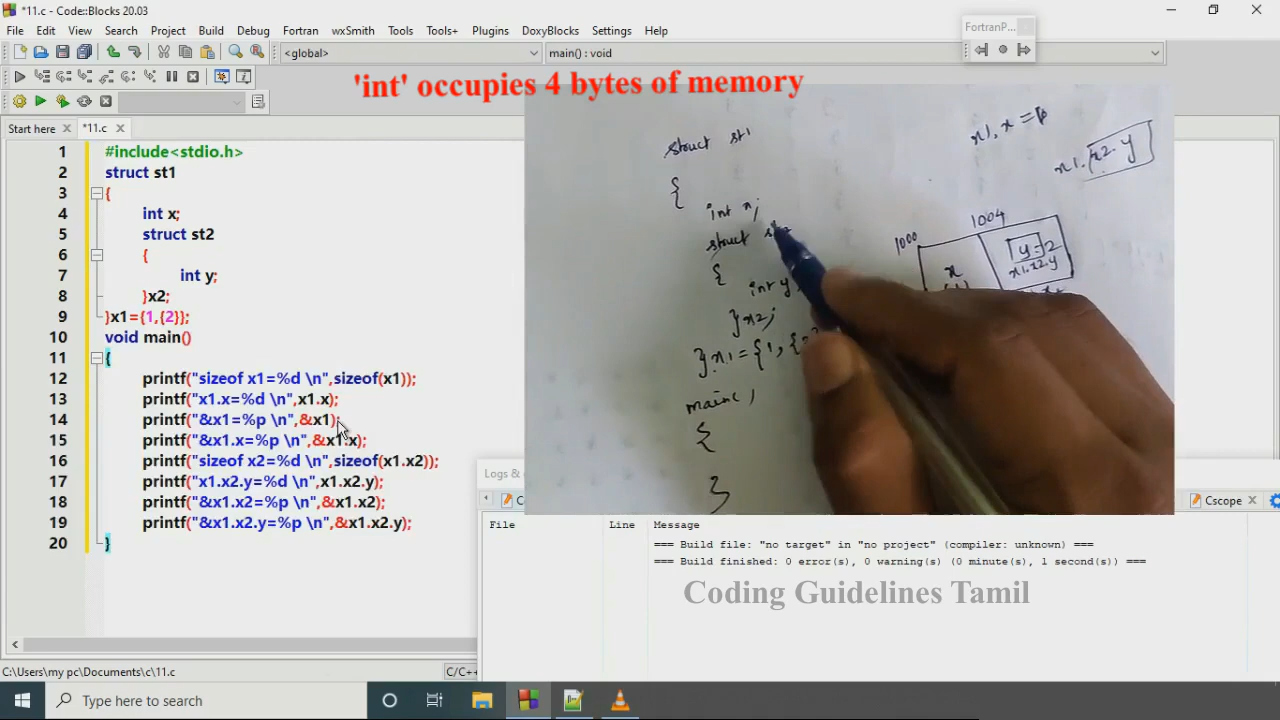 *11.c - Code::Blocks 20.03
File Edit View Search Project Build Debug Fortran wxSmith Tools Tools+ Plugins DoxyBlocks Settings Help
FortranP...
<global>
main() : void
'int' occupies 4 bytes of memory
Start here
*11.c
1 #include<stdio.h>
2 struct st1
3 {
4 int x;
5 struct st2
6 {
7 int y;
8 }x2;
9 }x1={1,{2}};
10 void main()
11 {
12 printf("sizeof x1=%d \n",sizeof(x1));
13 printf("x1.x=%d \n",x1.x);
14 printf("&x1=%p \n",&x1);
15 printf("&x1.x=%p \n",&x1.x);
16 printf("sizeof x2=%d \n",sizeof(x1.x2));
17 printf("x1.x2.y=%d \n",x1.x2.y);
18 printf("&x1.x2=%p \n",&x1.x2);
19 printf("&x1.x2.y=%p \n",&x1.x2.y);
20 }
struct st1
{
int x;
struct
{
int y
}x2;
}x1={1,
main
{
}
x1.x=
x1.x2.y
1000
1004
x
y=2
x1.x2.y
Logs &
Cscope
File Line Message
=== Build file: "no target" in "no project" (compiler: unknown) ===
=== Build finished: 0 error(s), 0 warning(s) (0 minute(s), 1 second(s)) ===
Coding Guidelines Tamil
C:\Users\my pc\Documents\c\11.c
C/C++
Type here to search